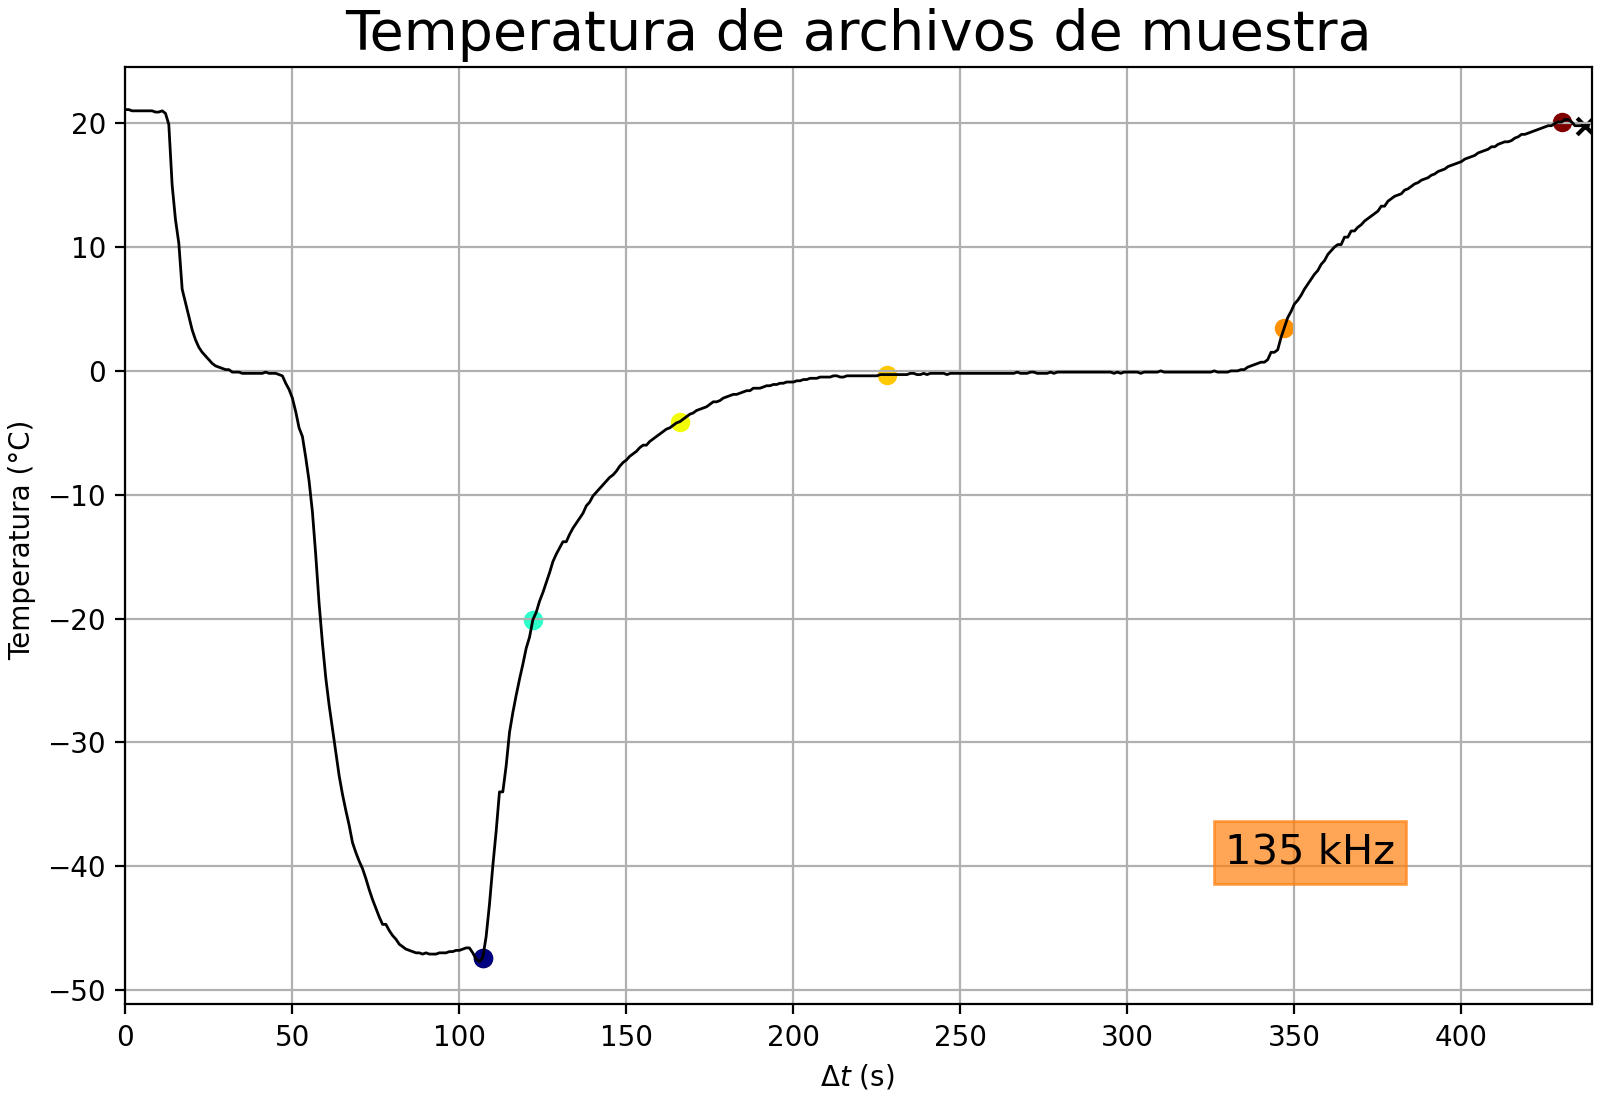 Temperatura de archivos de muestra
Temperatura (°C)
20
10
0
−10
−20
−30
−40
−50
135 kHz
0 50 100 150 200 250 300 350 400
Δt (s)